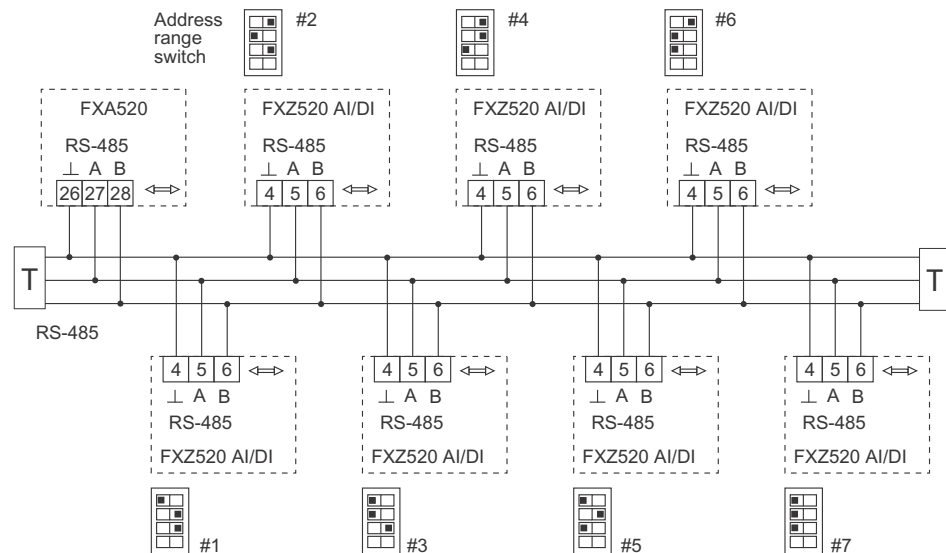 Address
range
switch
#2
#4
#6
FXA520
FXZ520 AI/DI
FXZ520 AI/DI
FXZ520 AI/DI
RS-485
RS-485
RS-485
RS-485
⊥ A B
⊥ A B
⊥ A B
⊥ A B
26 27 28
4 5 6
4 5 6
4 5 6
T
T
RS-485
4 5 6
4 5 6
4 5 6
4 5 6
⊥ A B
⊥ A B
⊥ A B
⊥ A B
RS-485
RS-485
RS-485
RS-485
FXZ520 AI/DI
FXZ520 AI/DI
FXZ520 AI/DI
FXZ520 AI/DI
#1
#3
#5
#7